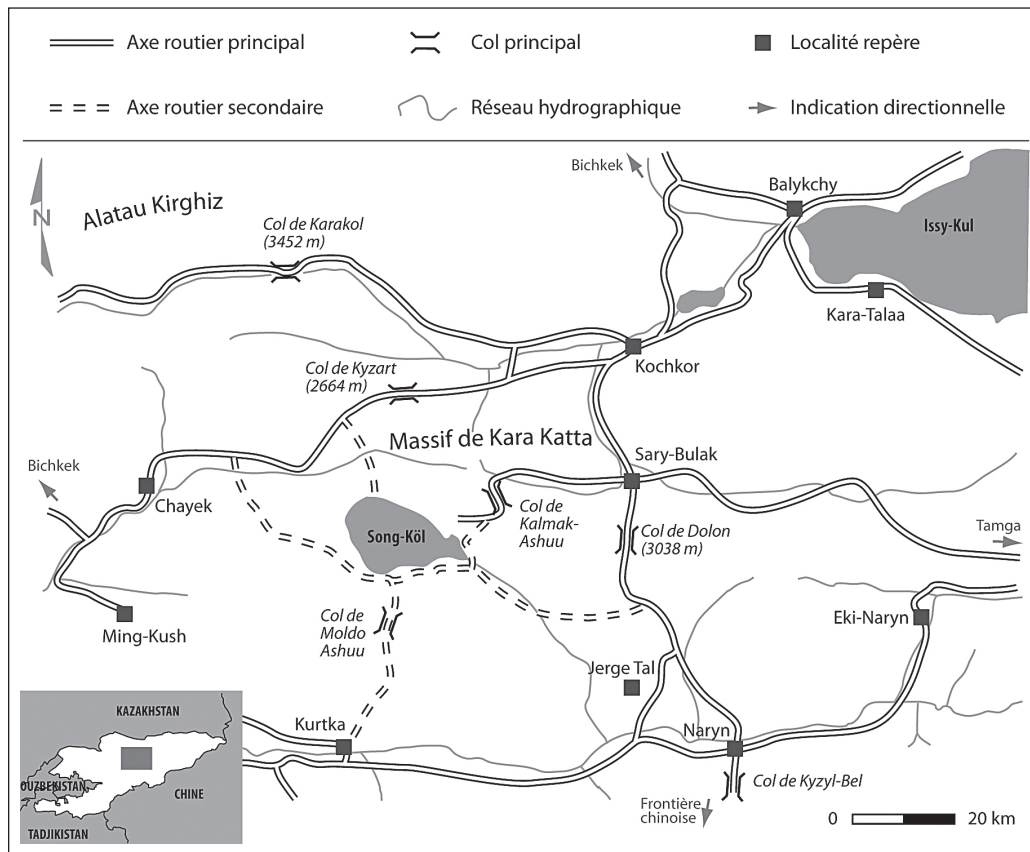 Axe routier principal
Col principal
Localité repère
Axe routier secondaire
Réseau hydrographique
Indication directionnelle
N
Alatau Kirghiz
Bichkek
Balykchy
Issy-Kul
Col de Karakol
(3452 m)
Kara-Talaa
Kochkor
Col de Kyzart
(2664 m)
Massif de Kara Katta
Sary-Bulak
Bichkek
Chayek
Col de
Kalmak-
Ashuu
Song-Köl
Col de Dolon
(3038 m)
Tamga
Ming-Kush
Col de
Moldo
Ashuu
Eki-Naryn
Jerge Tal
Kurtka
Naryn
Col de Kyzyl-Bel
Frontière
chinoise
0
20 km
KAZAKHSTAN
OUZBEKISTAN
CHINE
TADJIKISTAN